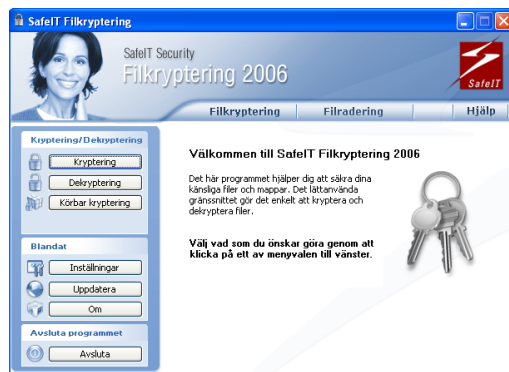 SafeIT Filkryptering
SafeIT Security
Filkryptering 2006
SafeIT
Filkryptering
Filradering
Hjälp
Kryptering/Dekryptering
Kryptering
Dekryptering
Körbar kryptering
Blandat
Inställningar
Uppdatera
Om
Avsluta programmet
Avsluta
Välkommen till SafeIT Filkryptering 2006
Det här programmet hjälper dig att säkra dina
känsliga filer och mappar. Det lättanvända
gränssnittet gör det enkelt att kryptera och
dekryptera filer.
Välj vad som du önskar göra genom att
klicka på ett av menyvalen till vänster.